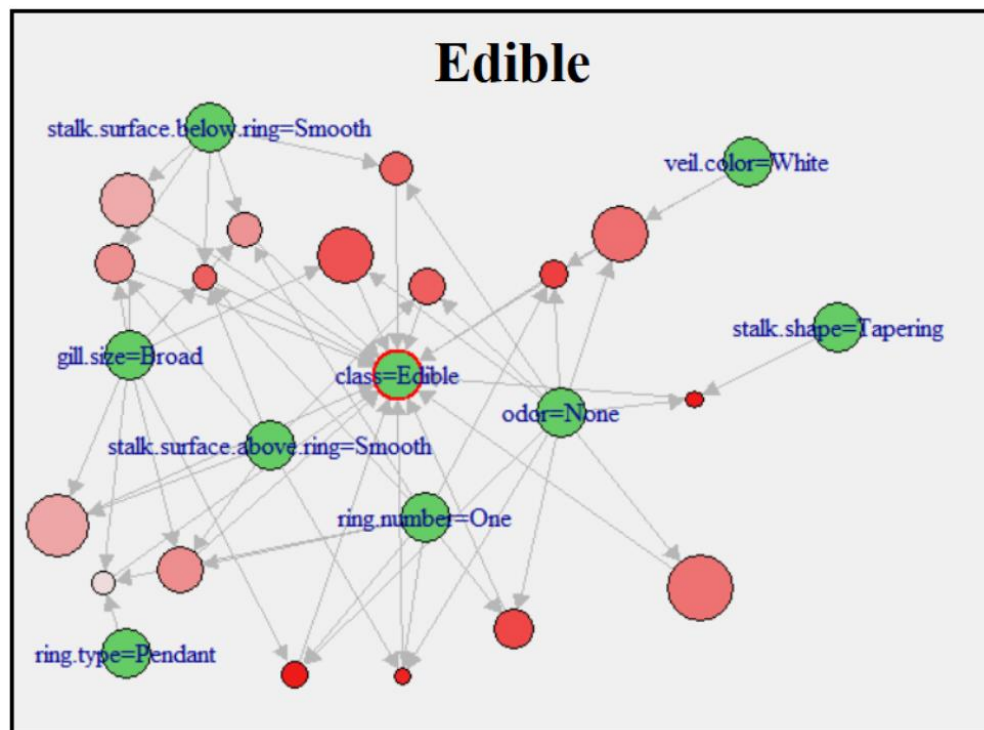 Edible
stalk.surface.below.ring=Smooth
veil.color=White
stalk.shape=Tapering
gill.size=Broad
class=Edible
odor=None
stalk.surface.above.ring=Smooth
ring.number=One
ring.type=Pendant